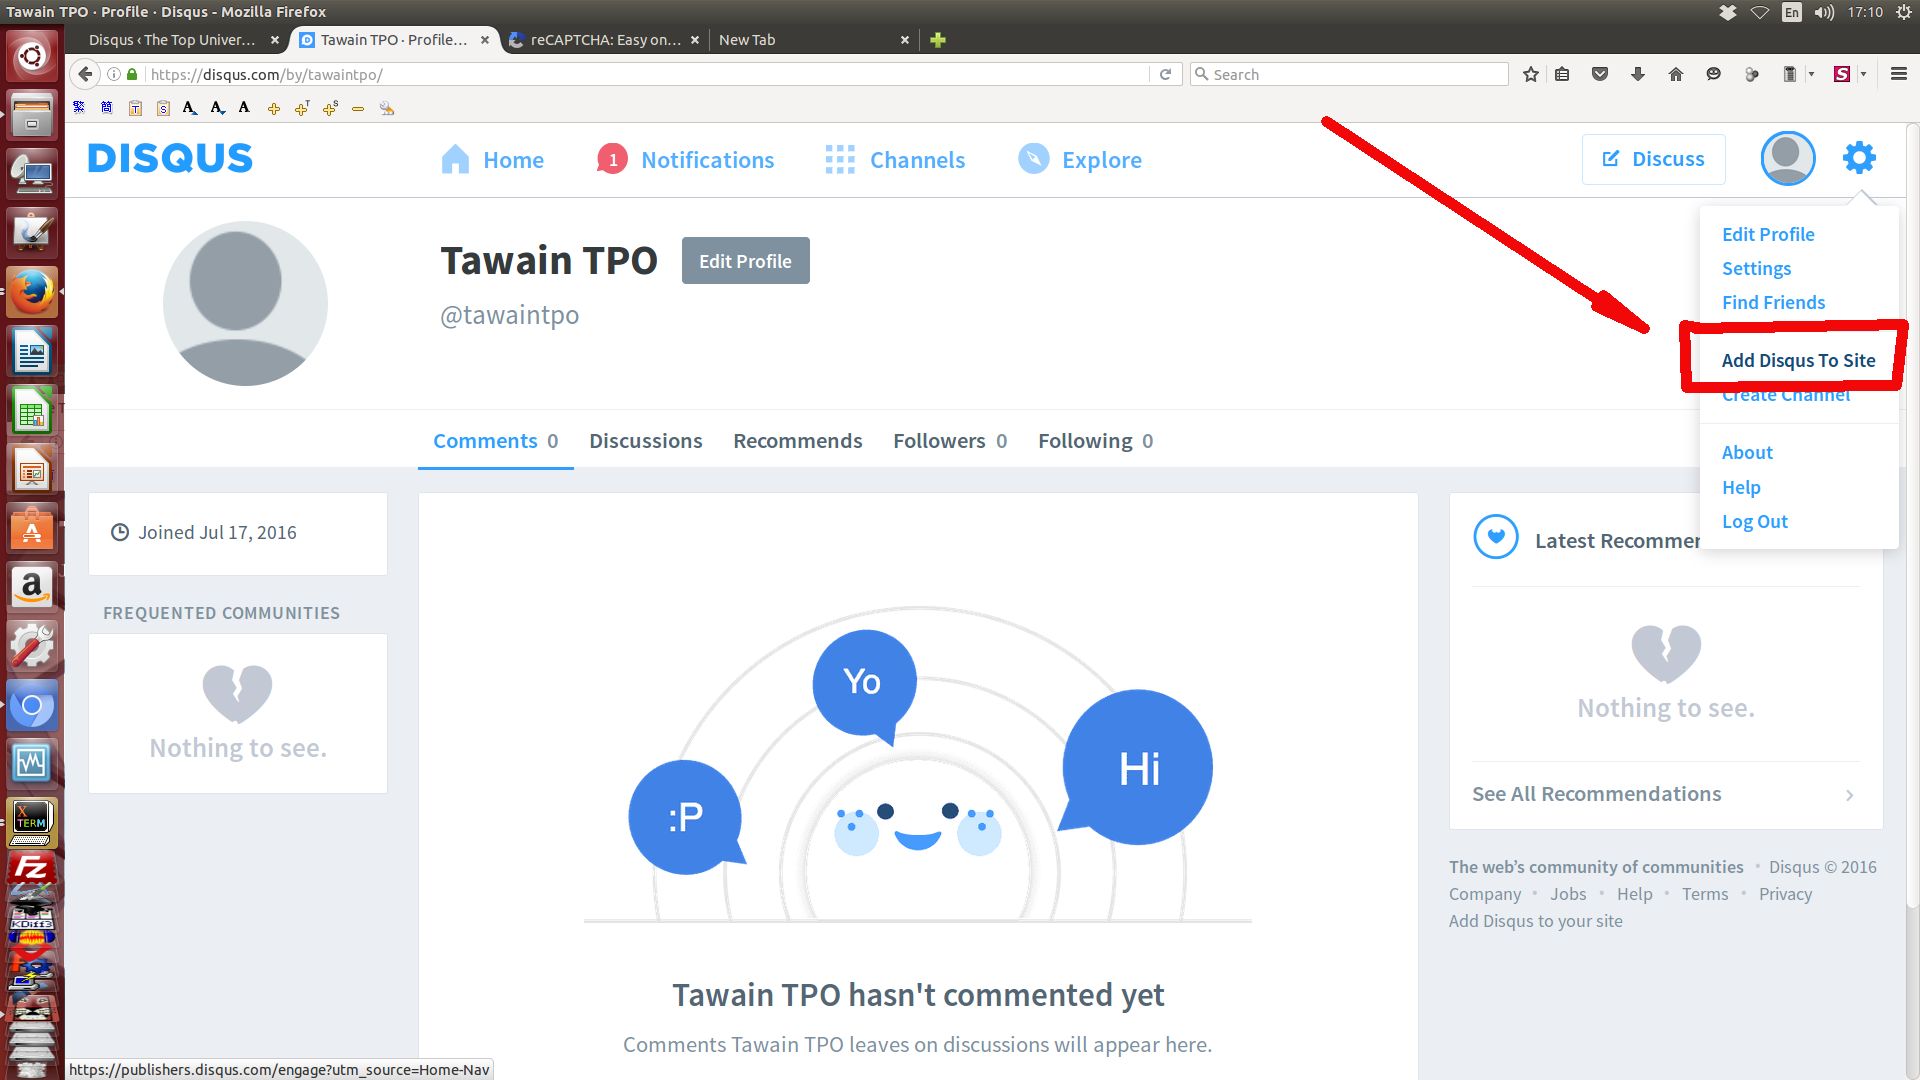 Tawain TPO · Profile · Disqus - Mozilla Firefox
En
17:10
Disqus ‹ The Top Univer...
Tawain TPO · Profile...
reCAPTCHA: Easy on...
New Tab
https://disqus.com/by/tawaintpo/
Search
繁 簡 T S A A A
DISQUS
Home
1
Notifications
Channels
Explore
Discuss
Edit Profile
Settings
Find Friends
Add Disqus To Site
Create Channel
About
Help
Log Out
Tawain TPO
Edit Profile
@tawaintpo
Comments 0
Discussions
Recommends
Followers 0
Following 0
Joined Jul 17, 2016
FREQUENTED COMMUNITIES
Nothing to see.
Yo
Hi
:P
Tawain TPO hasn't commented yet
Comments Tawain TPO leaves on discussions will appear here.
Latest Recommen
Nothing to see.
See All Recommendations
The web’s community of communities • Disqus © 2016
Company • Jobs • Help • Terms • Privacy
Add Disqus to your site
X
TERM
Fz
KDiff3
https://publishers.disqus.com/engage?utm_source=Home-Nav